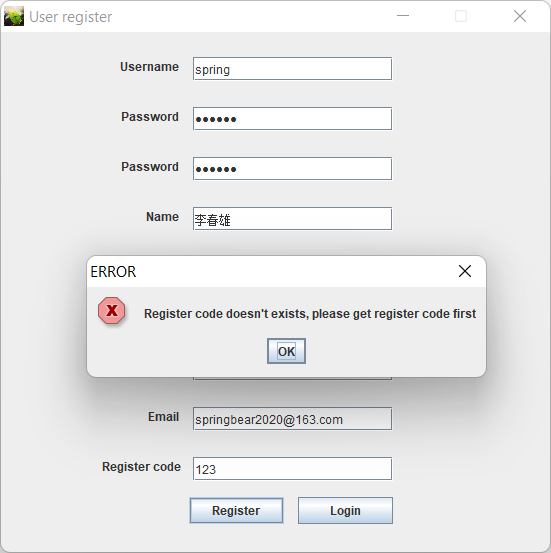 User register
Username
spring
Password
••••••
Password
••••••
Name
李春雄
ERROR
Register code doesn't exists, please get register code first
OK
Email
springbear2020@163.com
Register code
123
Register
Login